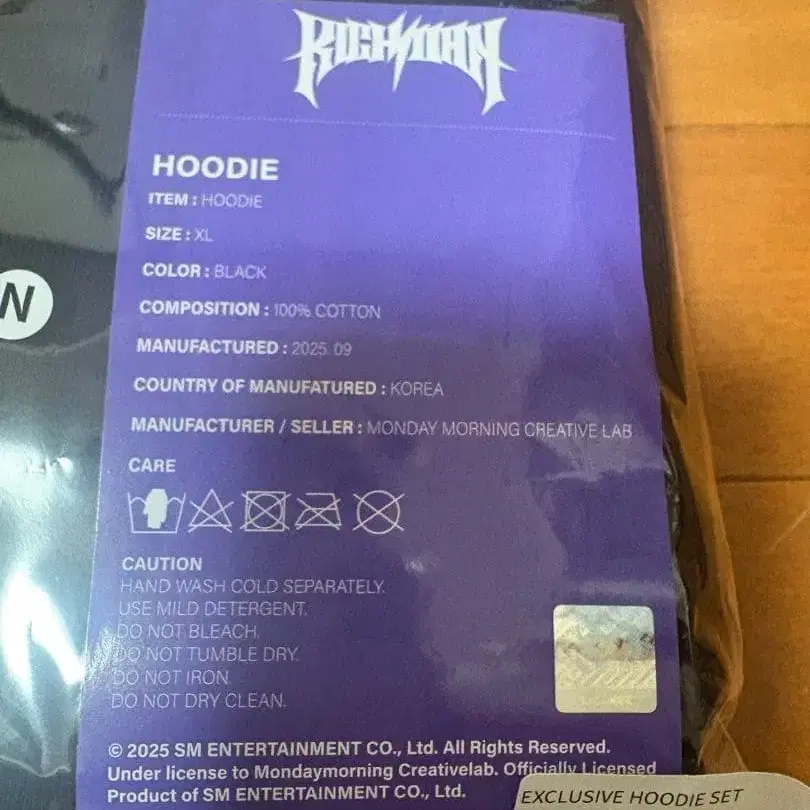 RICHMAN
HOODIE
ITEM : HOODIE
SIZE : XL
COLOR : BLACK
COMPOSITION : 100% COTTON
N
MANUFACTURED : 2025. 09
COUNTRY OF MANUFATURED : KOREA
MANUFACTURER / SELLER : MONDAY MORNING CREATIVE LAB
CARE
CAUTION
HAND WASH COLD SEPARATELY.
USE MILD DETERGENT.
DO NOT BLEACH.
DO NOT TUMBLE DRY.
DO NOT IRON.
DO NOT DRY CLEAN.
© 2025 SM ENTERTAINMENT CO., Ltd. All Rights Reserved.
Under license to Mondaymorning Creativelab. Officially Licensed
Product of SM ENTERTAINMENT CO., Ltd.
EXCLUSIVE HOODIE SET